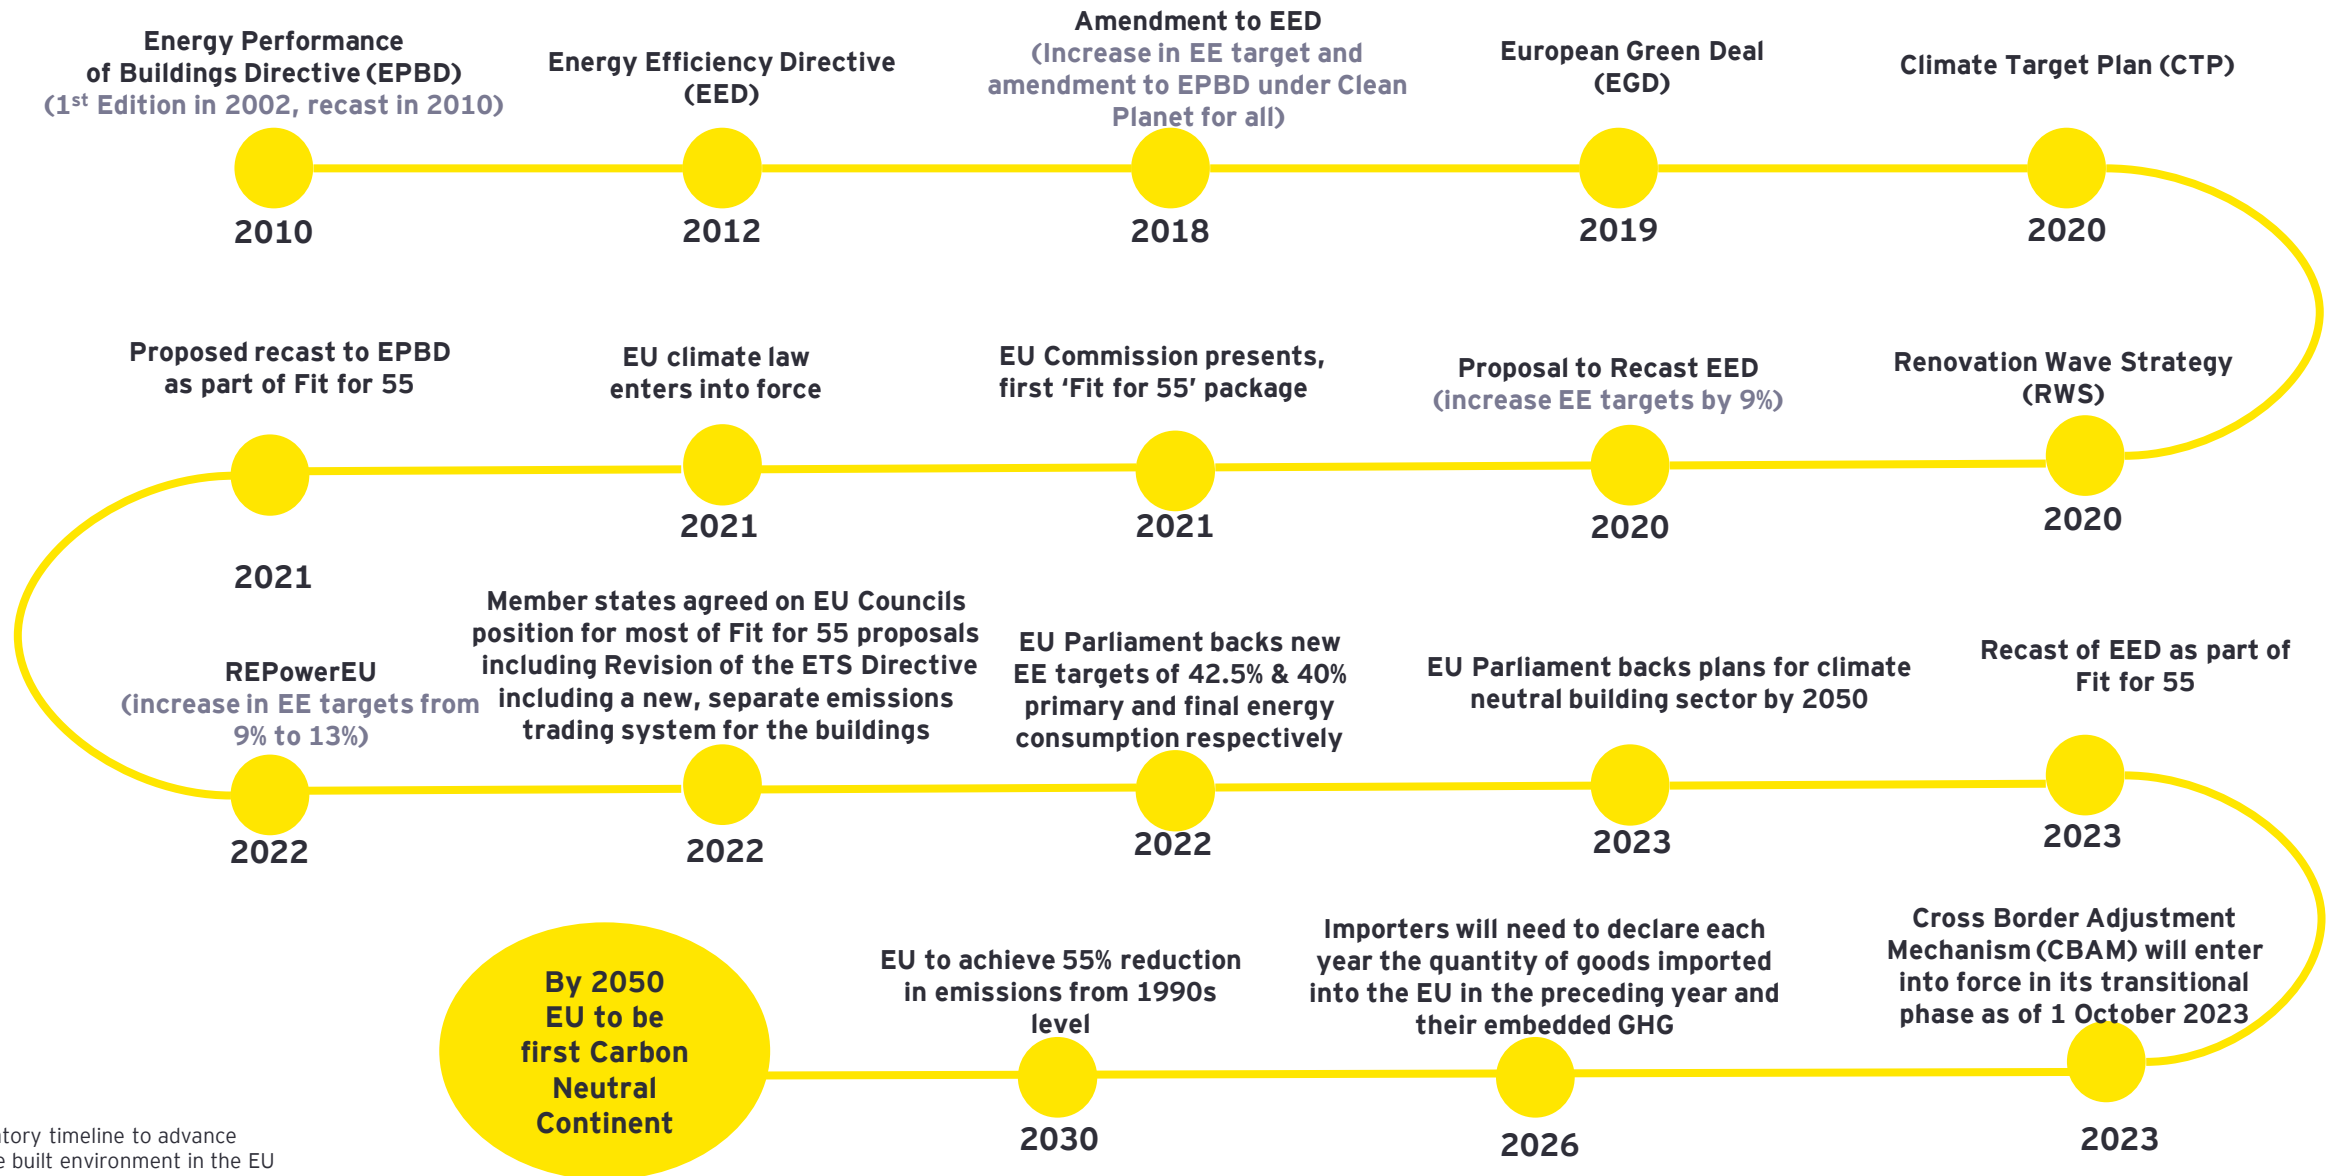 Energy Performance
of Buildings Directive (EPBD)
(1st Edition in 2002, recast in 2010)
2010
Energy Efficiency Directive
(EED)
2012
Amendment to EED
(Increase in EE target and
amendment to EPBD under Clean
Planet for all)
2018
European Green Deal
(EGD)
2019
Climate Target Plan (CTP)
2020
Renovation Wave Strategy
(RWS)
2020
Proposal to Recast EED
(increase EE targets by 9%)
2020
EU Commission presents,
first ‘Fit for 55’ package
2021
EU climate law
enters into force
2021
Proposed recast to EPBD
as part of Fit for 55
2021
REPowerEU
(increase in EE targets from
9% to 13%)
2022
Member states agreed on EU Councils
position for most of Fit for 55 proposals
including Revision of the ETS Directive
including a new, separate emissions
trading system for the buildings
2022
EU Parliament backs new
EE targets of 42.5% & 40%
primary and final energy
consumption respectively
2022
EU Parliament backs plans for climate
neutral building sector by 2050
2023
Recast of EED as part of
Fit for 55
2023
Cross Border Adjustment
Mechanism (CBAM) will enter
into force in its transitional
phase as of 1 October 2023
2023
Importers will need to declare each
year the quantity of goods imported
into the EU in the preceding year and
their embedded GHG
2026
EU to achieve 55% reduction
in emissions from 1990s
level
2030
By 2050
EU to be
first Carbon
Neutral
Continent
timeline to advance
built environment in the EU